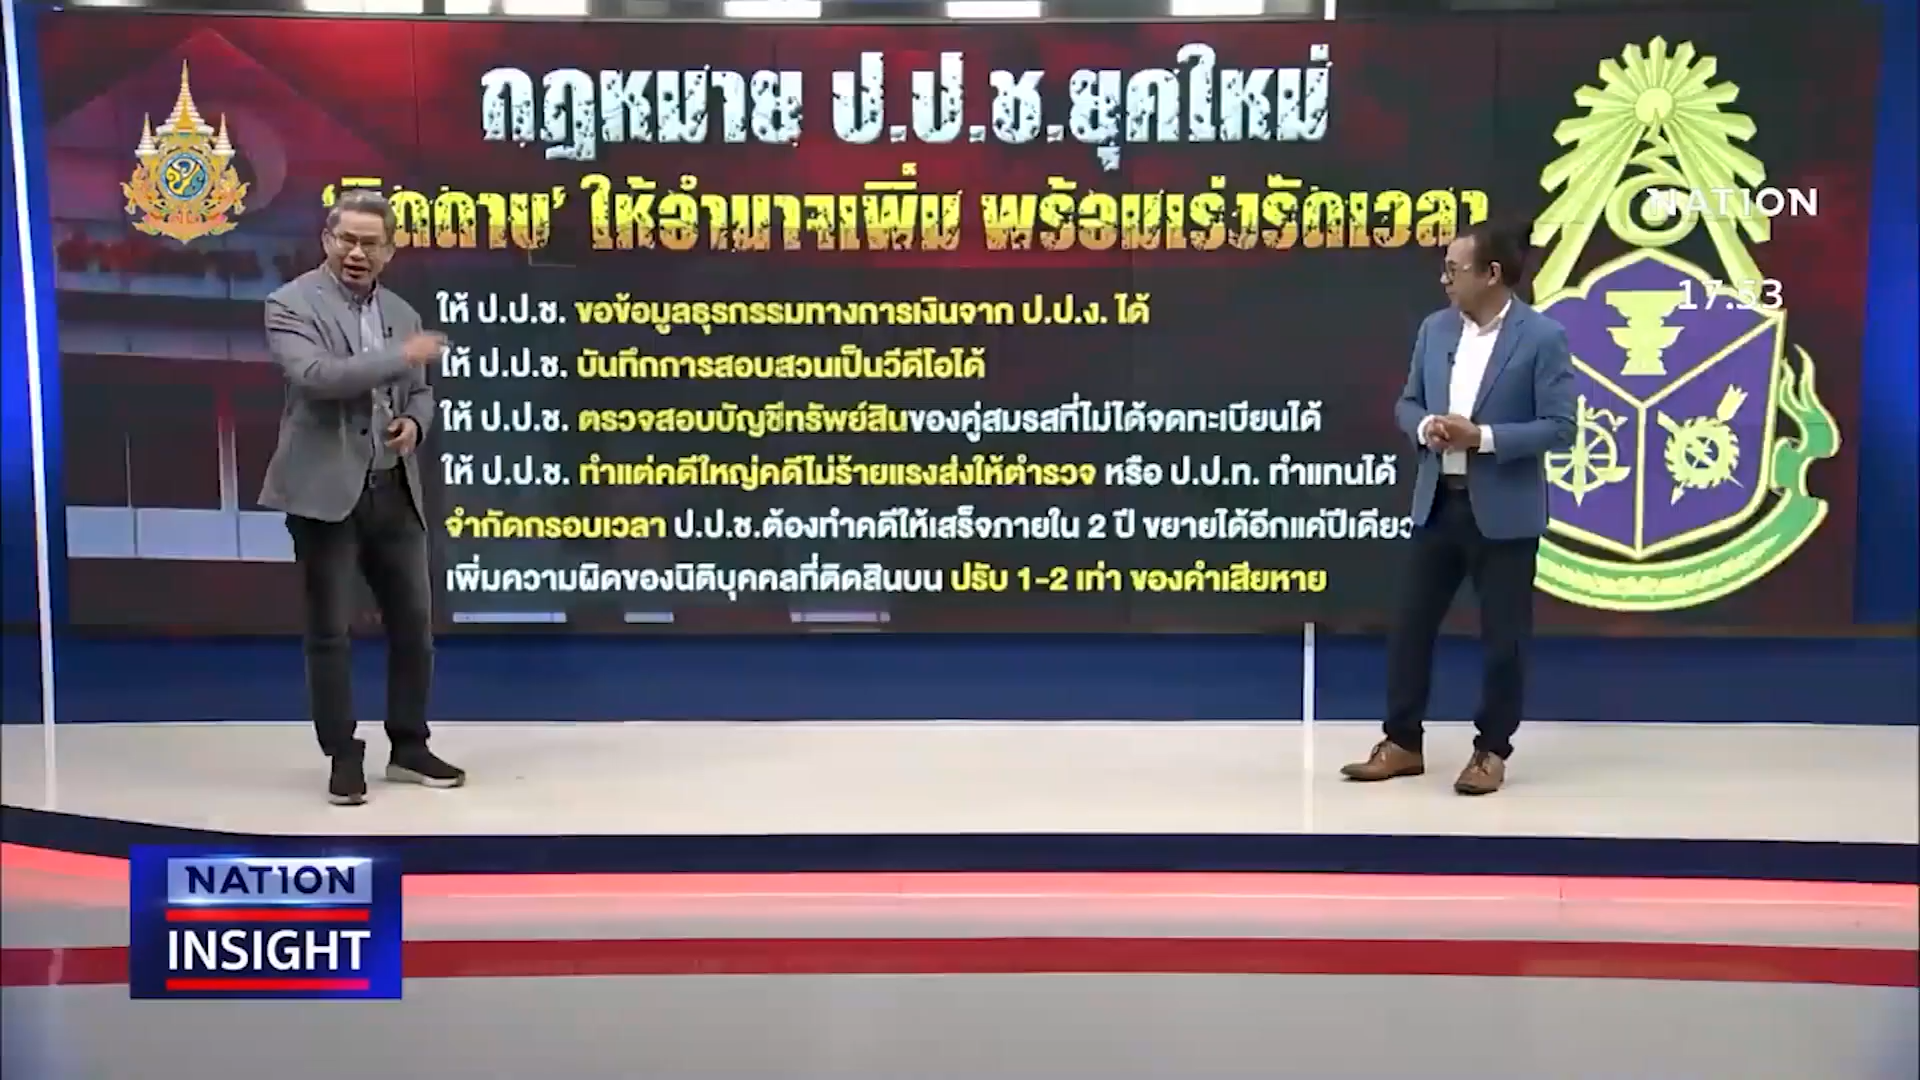 กฎหมาย ป.ป.ช.ยุคใหม่
ให้อำนาจเพิ่ม พร้อมเร่งรัดเวลา
NATION
17.53
ให้ ป.ป.ช. ขอข้อมูลธุรกรรมทางการเงินจาก ป.ป.ง. ได้
ให้ ป.ป.ช. บันทึกการสอบสวนเป็นวีดีโอได้
ให้ ป.ป.ช. ตรวจสอบบัญชีทรัพย์สินของคู่สมรสที่ไม่ได้จดทะเบียนได้
ให้ ป.ป.ช. ทำแต่คดีใหญ่คดีไม่ร้ายแรงส่งให้ตำรวจ หรือ ป.ป.ท. ทำแทนได้
จำกัดกรอบเวลา ป.ป.ช.ต้องทำคดีให้เสร็จภายใน 2 ปี ขยายได้อีกแค่ปีเดียว
เพิ่มความผิดของนิติบุคคลที่ติดสินบน ปรับ 1-2 เท่า ของค่าเสียหาย
NATION
INSIGHT